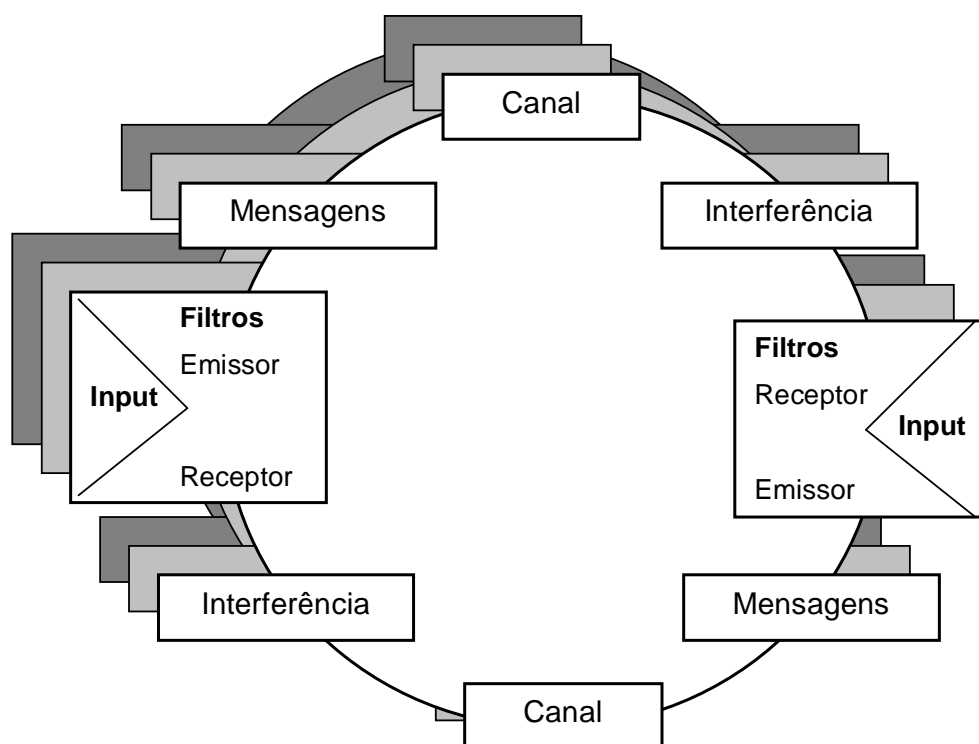 Canal
Mensagens
Interferência
Filtros
Emissor
Input
Receptor
Filtros
Receptor
Input
Emissor
Interferência
Mensagens
Canal